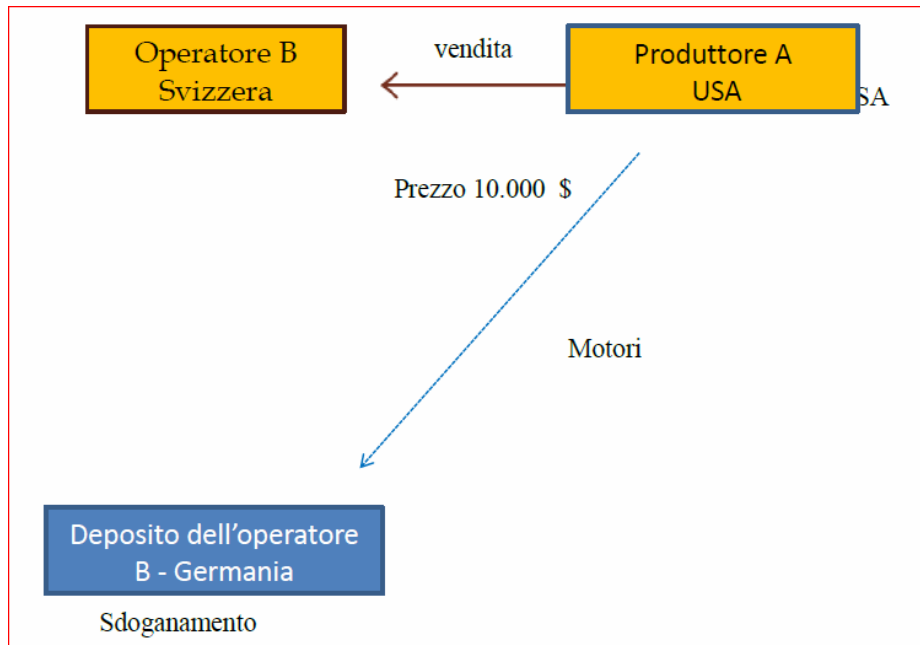 Operatore B
Svizzera
vendita
Produttore A
USA
SA
Prezzo 10.000 $
Motori
Deposito dell’operatore
B - Germania
Sdoganamento